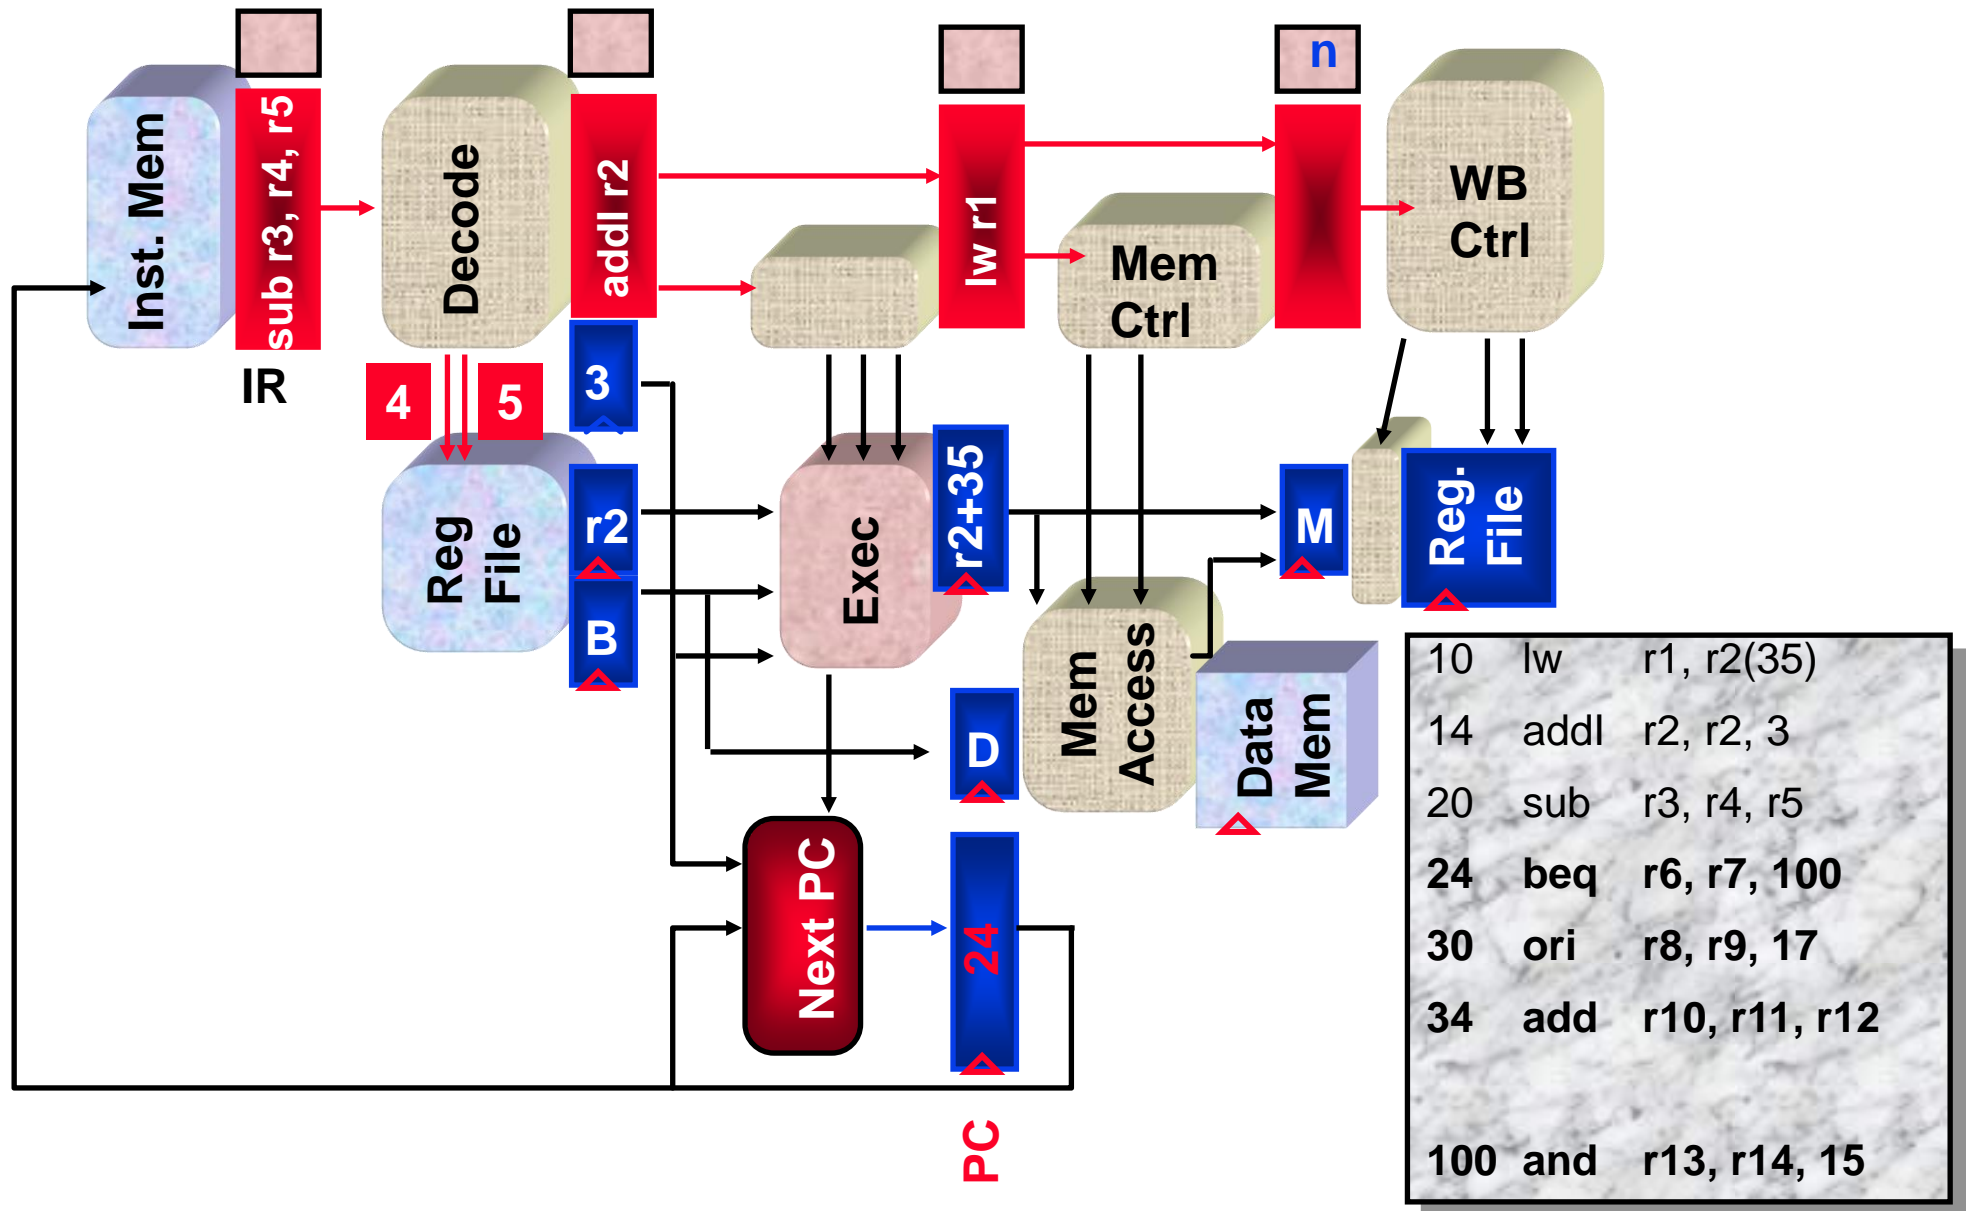 n
Inst. Mem
sub r3, r4, r5
IR
Decode
addI r2
lw r1
Mem
Ctrl
WB
Ctrl
4
5
3
Reg
File
r2
B
Exec
r2+35
M
Reg.
File
Mem
Access
Data
Mem
D
Next PC
24
PC
10 lw r1, r2(35)
14 addI r2, r2, 3
20 sub r3, r4, r5
24 beq r6, r7, 100
30 ori r8, r9, 17
34 add r10, r11, r12
100 and r13, r14, 15